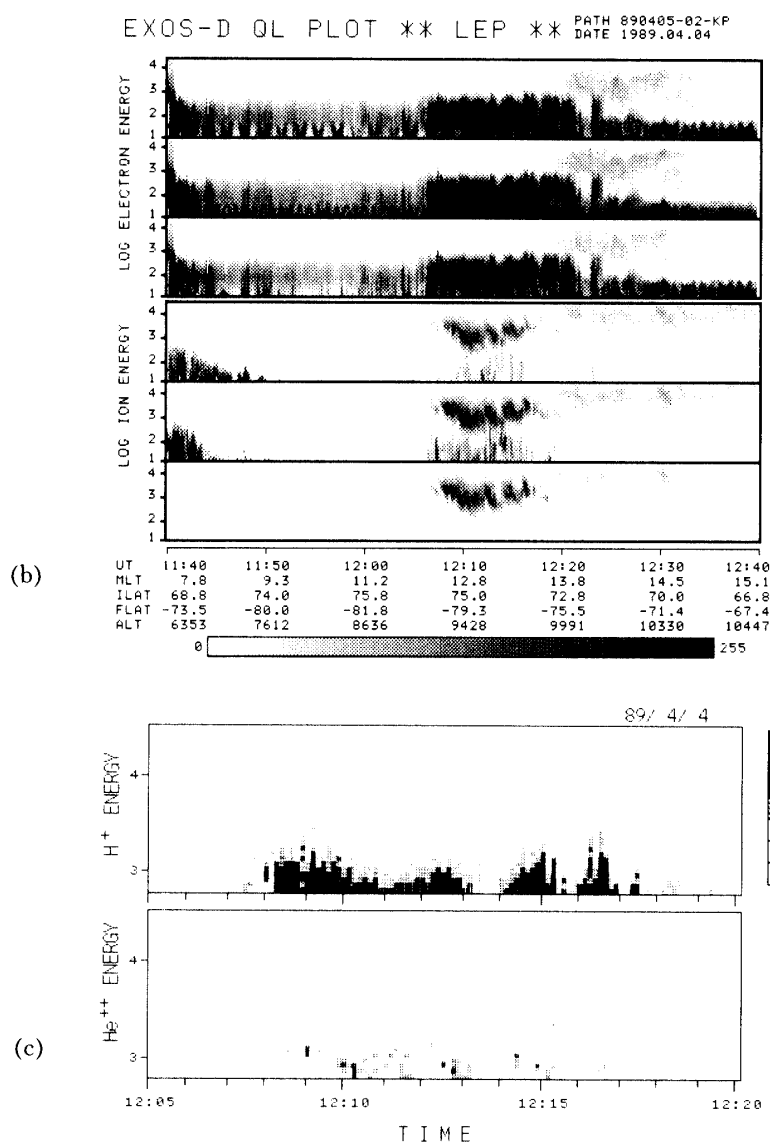 EXOS-D QL PLOT ** LEP ** PATH 890405-02-KP
DATE 1989.04.04
LOG ELECTRON ENERGY
4
3
2
1
4
3
2
1
4
3
2
1
LOG ION ENERGY
4
3
2
1
4
3
2
1
4
3
2
1
(b)
UT 11:40 11:50 12:00 12:10 12:20 12:30 12:40
MLT 7.8 9.3 11.2 12.8 13.8 14.5 15.1
ILAT 68.8 74.0 75.8 75.0 72.8 70.0 66.8
FLAT -73.5 -80.0 -81.8 -79.3 -75.5 -71.4 -67.4
ALT 6353 7612 8636 9428 9991 10330 10447
0 255
89/ 4/ 4
H+ ENERGY
4
3
He++ ENERGY
4
3
(c)
12:05 12:10 12:15 12:20
TIME